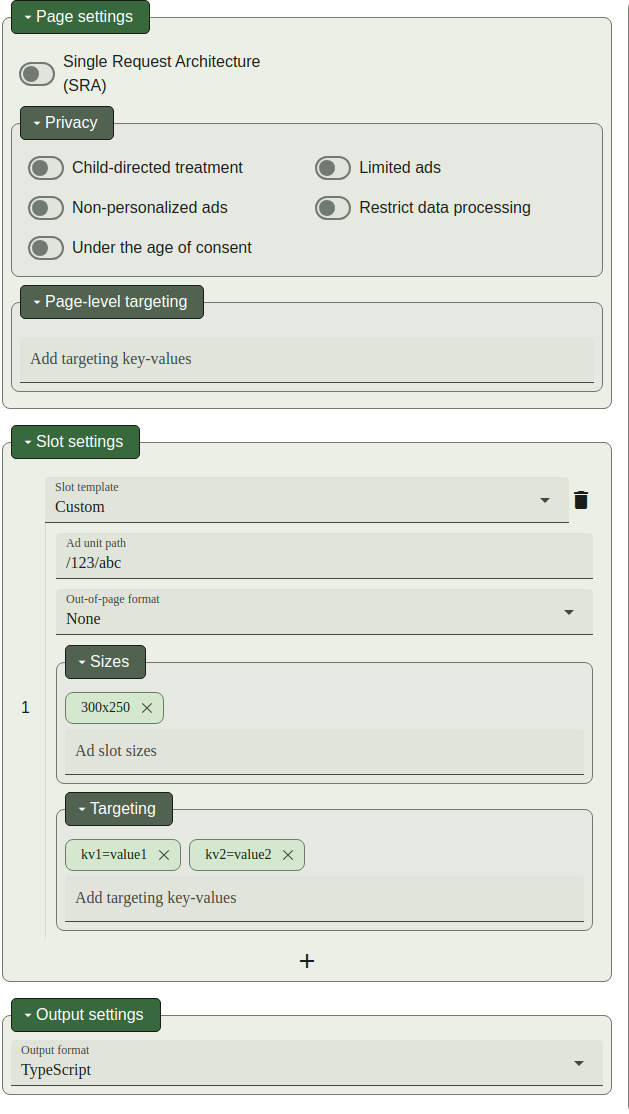 Page settings
Single Request Architecture
(SRA)
Privacy
Child-directed treatment
Limited ads
Non-personalized ads
Restrict data processing
Under the age of consent
Page-level targeting
Add targeting key-values
Slot settings
Slot template
Custom
Ad unit path
/123/abc
Out-of-page format
None
Sizes
1
300x250
Ad slot sizes
Targeting
kv1=value1
kv2=value2
Add targeting key-values
+
Output settings
Output format
TypeScript